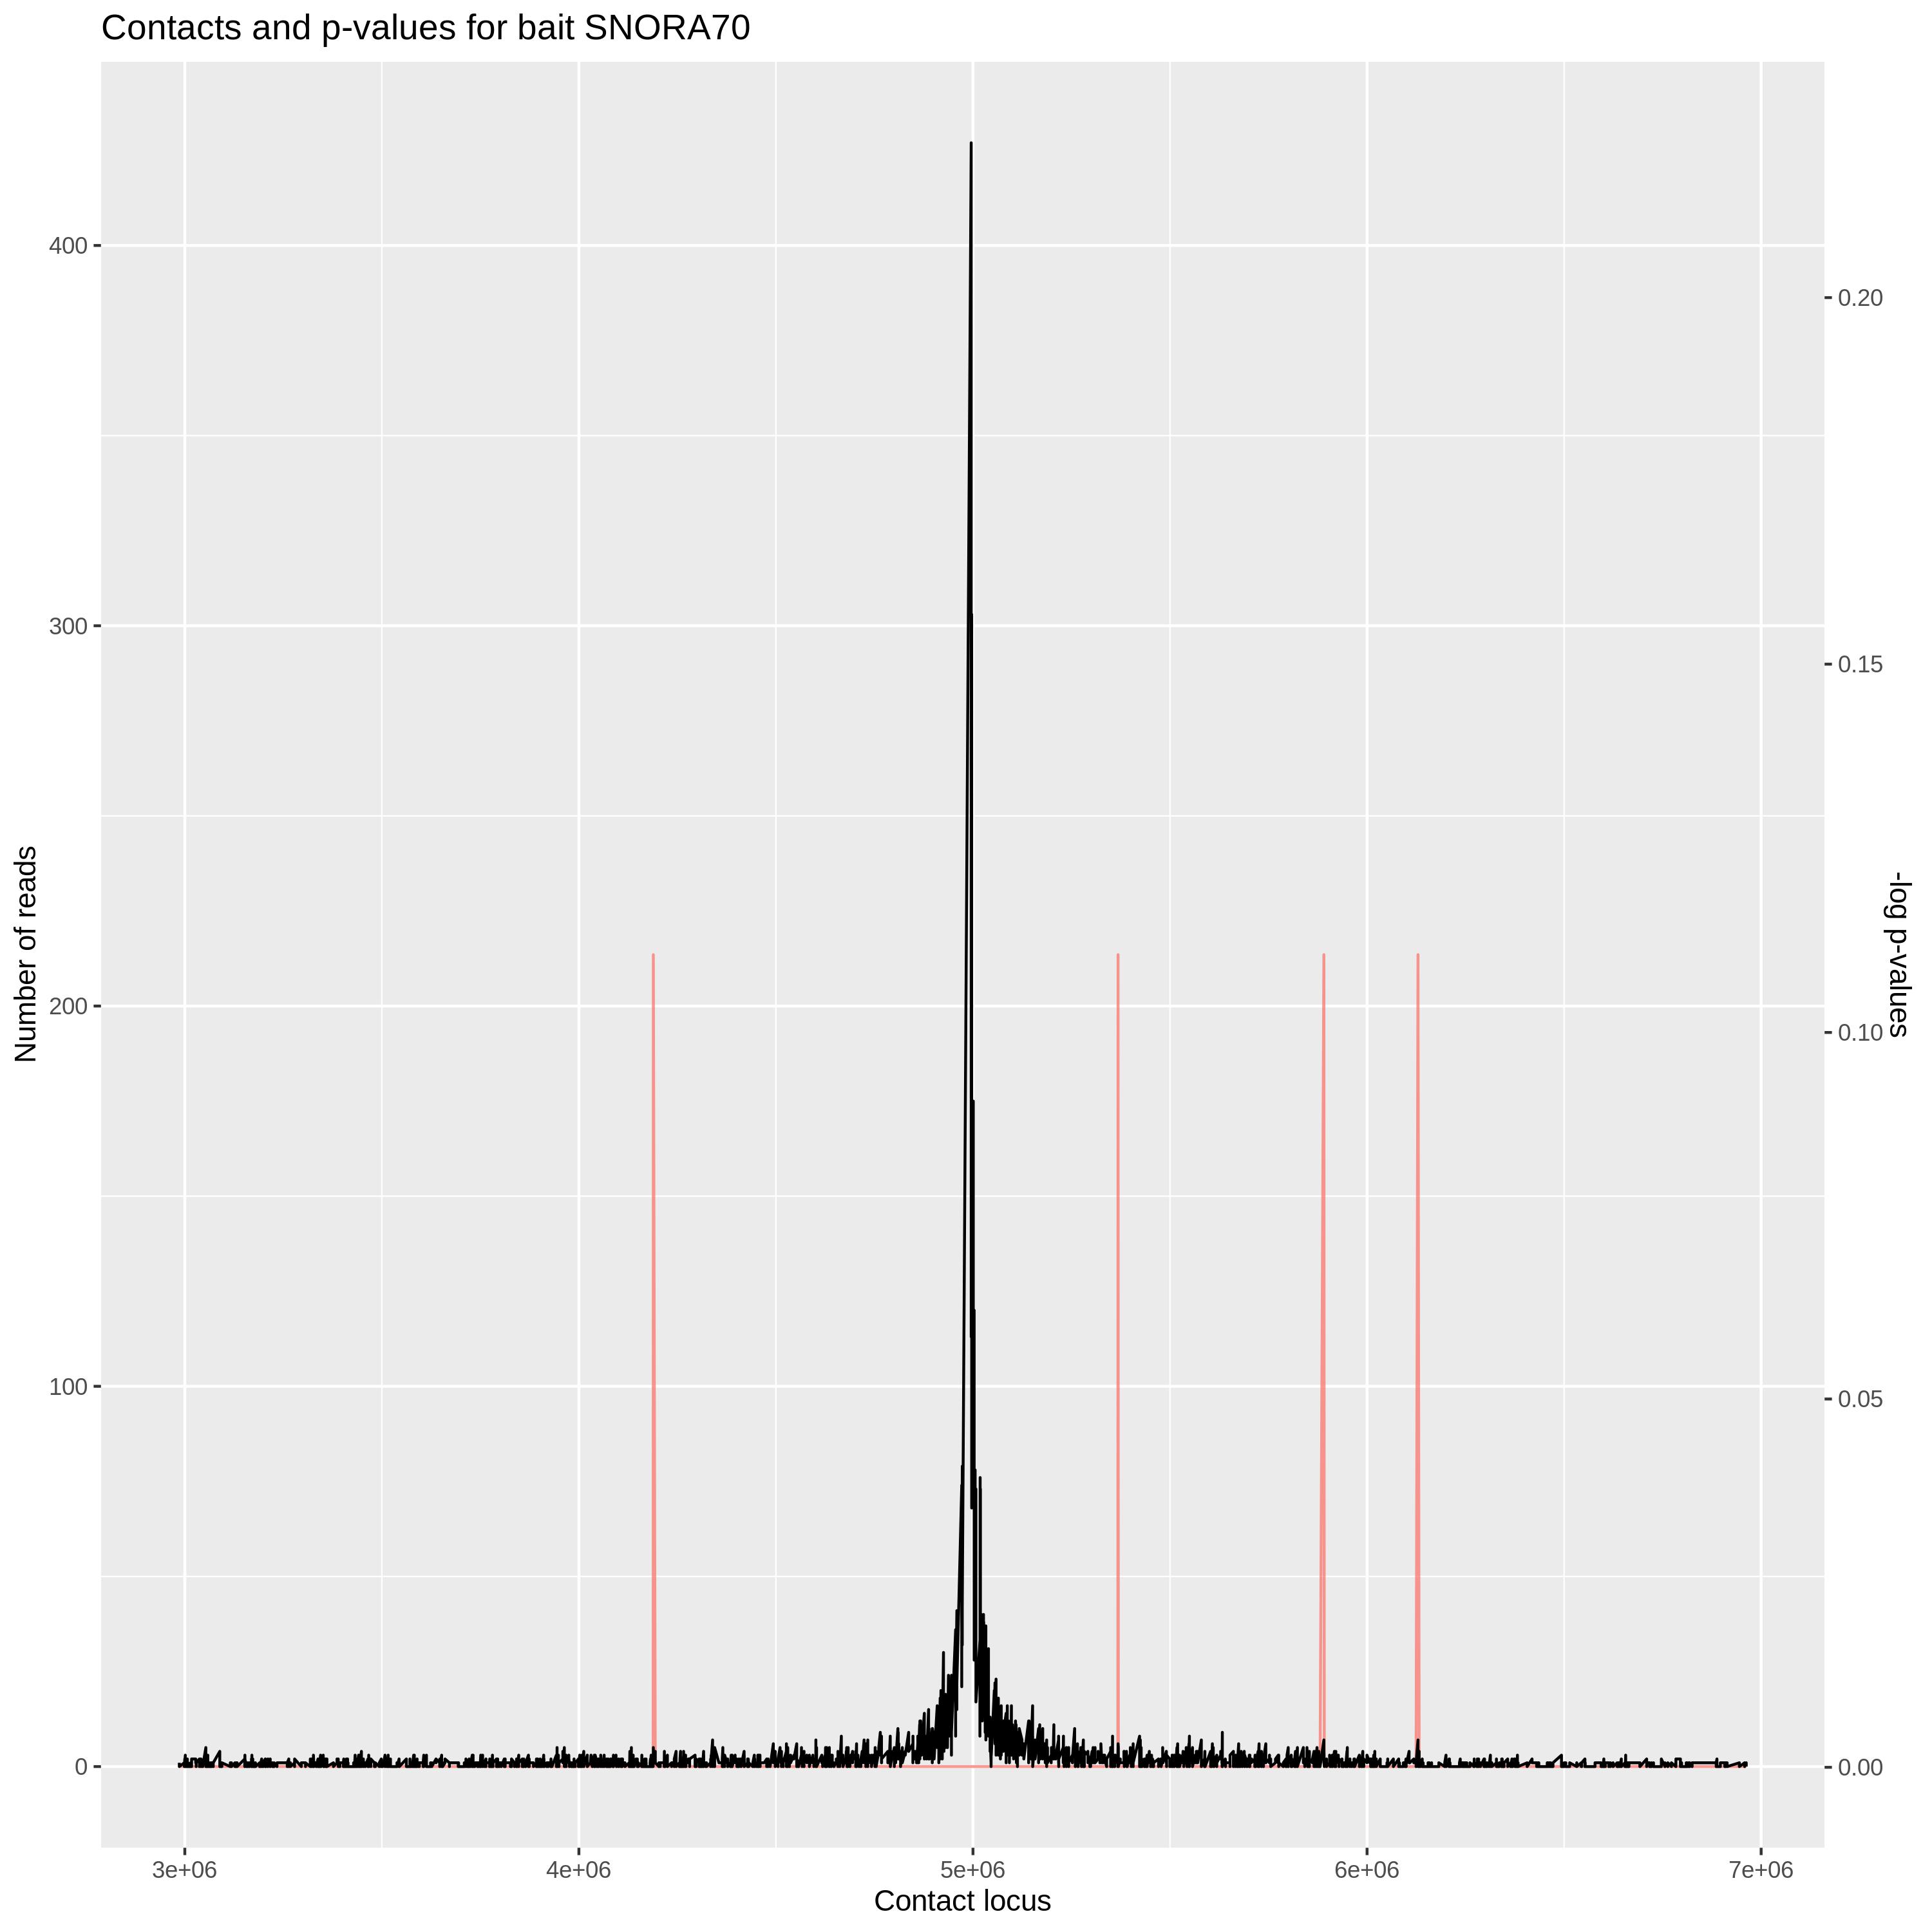 Contacts and p-values for bait SNORA70
400
300
200
100
0
Number of reads
0.20
0.15
0.10
0.05
0.00
-log p-values
3e+06
4e+06
5e+06
6e+06
7e+06
Contact locus